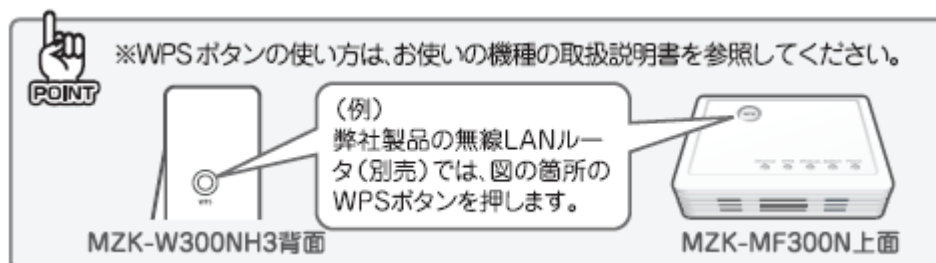 ※WPSボタンの使い方は、お使いの機種の取扱説明書を参照してください。
POINT
（例）
弊社製品の無線LANルー
タ（別売）では、図の箇所の
WPSボタンを押します。
WPS
MZK-W300NH3背面
MZK-MF300N上面